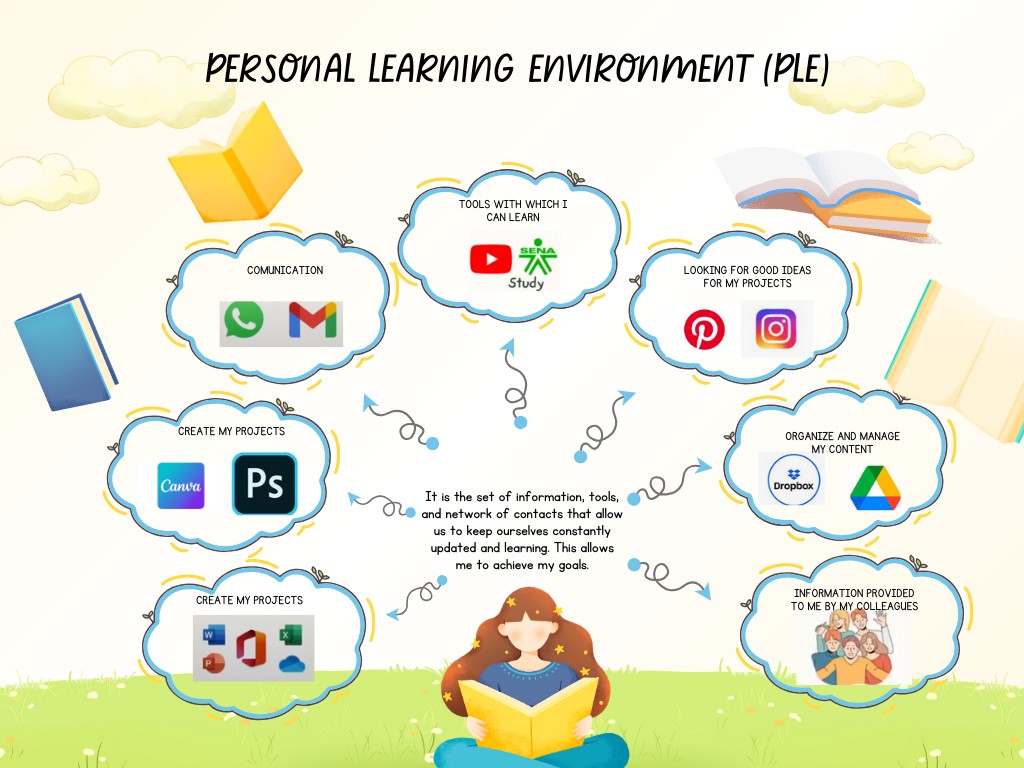 PERSONAL LEARNING ENVIRONMENT (PLE)
TOOLS WITH WHICH I
CAN LEARN
SENA
Study
COMUNICATION
LOOKING FOR GOOD IDEAS
FOR MY PROJECTS
CREATE MY PROJECTS
Canva
Ps
ORGANIZE AND MANAGE
MY CONTENT
Dropbox
It is the set of information, tools,
and network of contacts that allow
us to keep ourselves constantly
updated and learning. This allows
me to achieve my goals.
CREATE MY PROJECTS
W
X
P
INFORMATION PROVIDED
TO ME BY MY COLLEAGUES